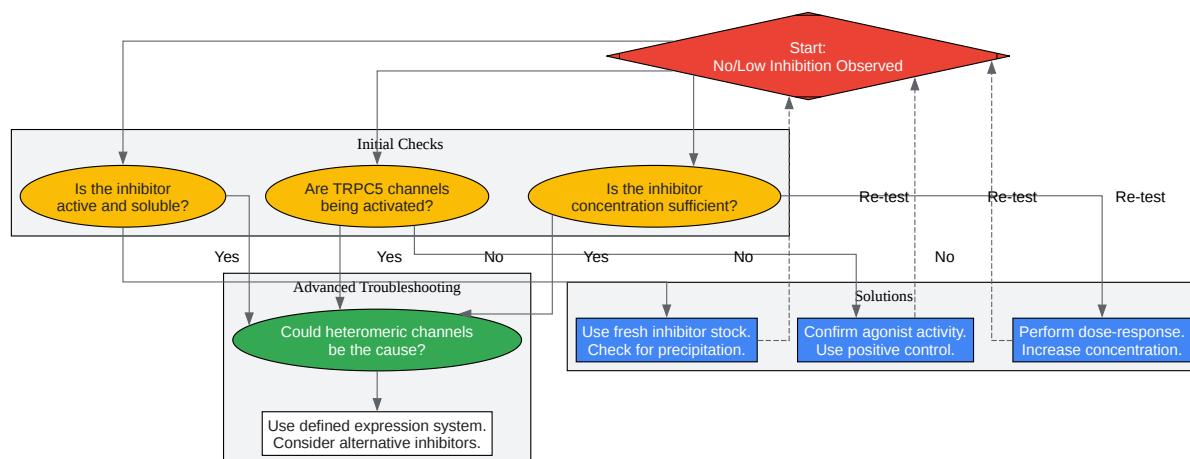 Start:
No/Low Inhibition Observed
Initial Checks
Is the inhibitor
active and soluble?
Are TRPC5 channels
being activated?
Is the inhibitor
concentration sufficient?
Re-test
Re-test
Re-test
Yes
Yes
No
Yes
No
No
Advanced Troubleshooting
Solutions
Could heteromeric channels
be the cause?
Use fresh inhibitor stock.
Check for precipitation.
Confirm agonist activity.
Use positive control.
Perform dose-response.
Increase concentration.
Use defined expression system.
Consider alternative inhibitors.